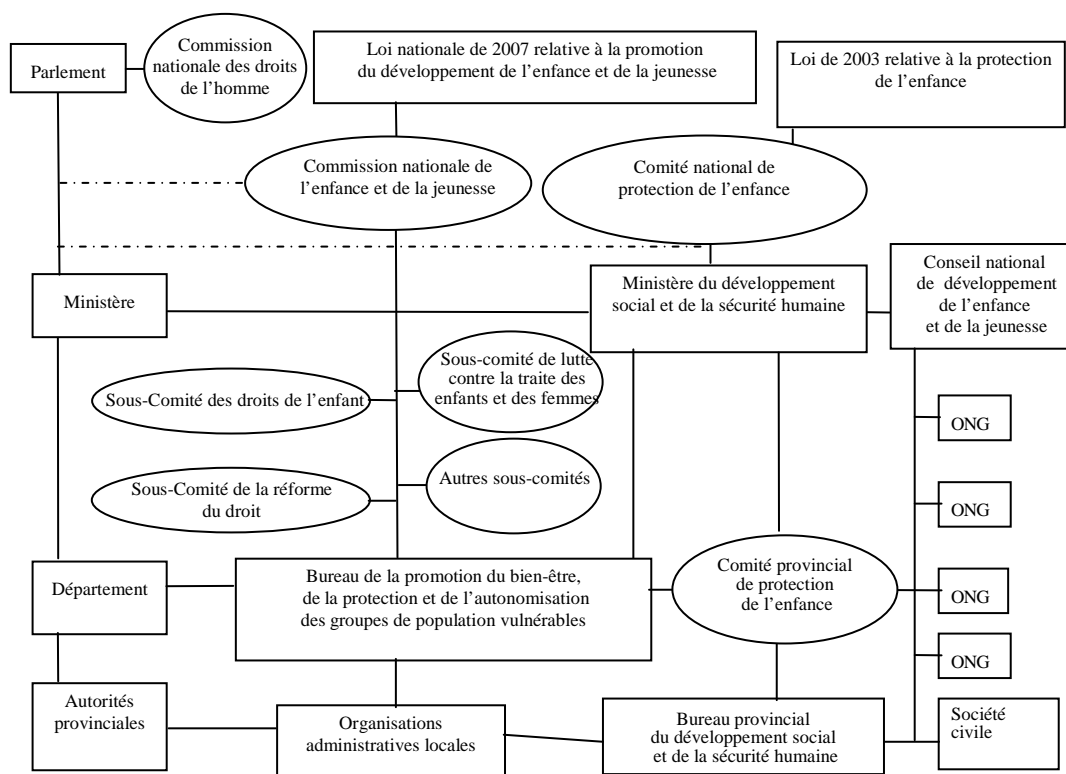 Parlement
Commission
nationale des droits
de l'homme
Loi nationale de 2007 relative à la promotion
du développement de l'enfance et de la jeunesse
Loi de 2003 relative à la protection
de l'enfance
Commission nationale de
l'enfance et de la jeunesse
Comité national de
protection de l'enfance
Ministère
Ministère du développement
social et de la sécurité humaine
Conseil national
de développement
de l'enfance
et de la jeunesse
Sous-comité de lutte
contre la traite des
enfants et des femmes
Sous-Comité des droits de l'enfant
ONG
Autres sous-comités
Sous-Comité de la réforme
du droit
ONG
Département
Bureau de la promotion du bien-être,
de la protection et de l'autonomisation
des groupes de population vulnérables
Comité provincial
de protection
de l'enfance
ONG
ONG
Autorités
provinciales
Organisations
administratives locales
Bureau provincial
du développement social
et de la sécurité humaine
Société
civile